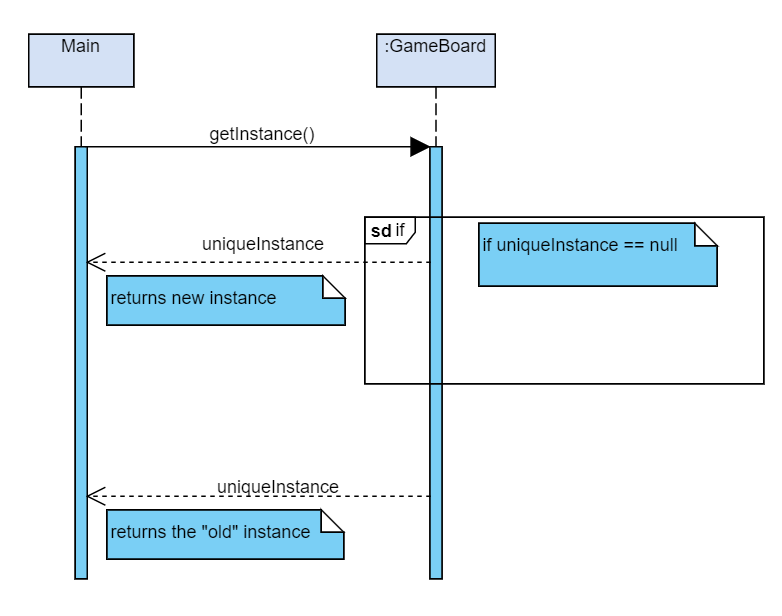 Main
:GameBoard
getInstance()
sd if
if uniqueInstance == null
uniqueInstance
returns new instance
uniqueInstance
returns the "old" instance